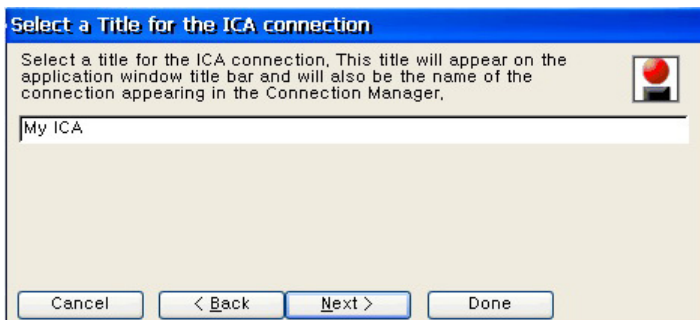 Select a Title for the ICA connection
Select a title for the ICA connection, This title will appear on the
application window title bar and will also be the name of the
connection appearing in the Connection Manager,
My ICA
Cancel
< Back
Next >
Done